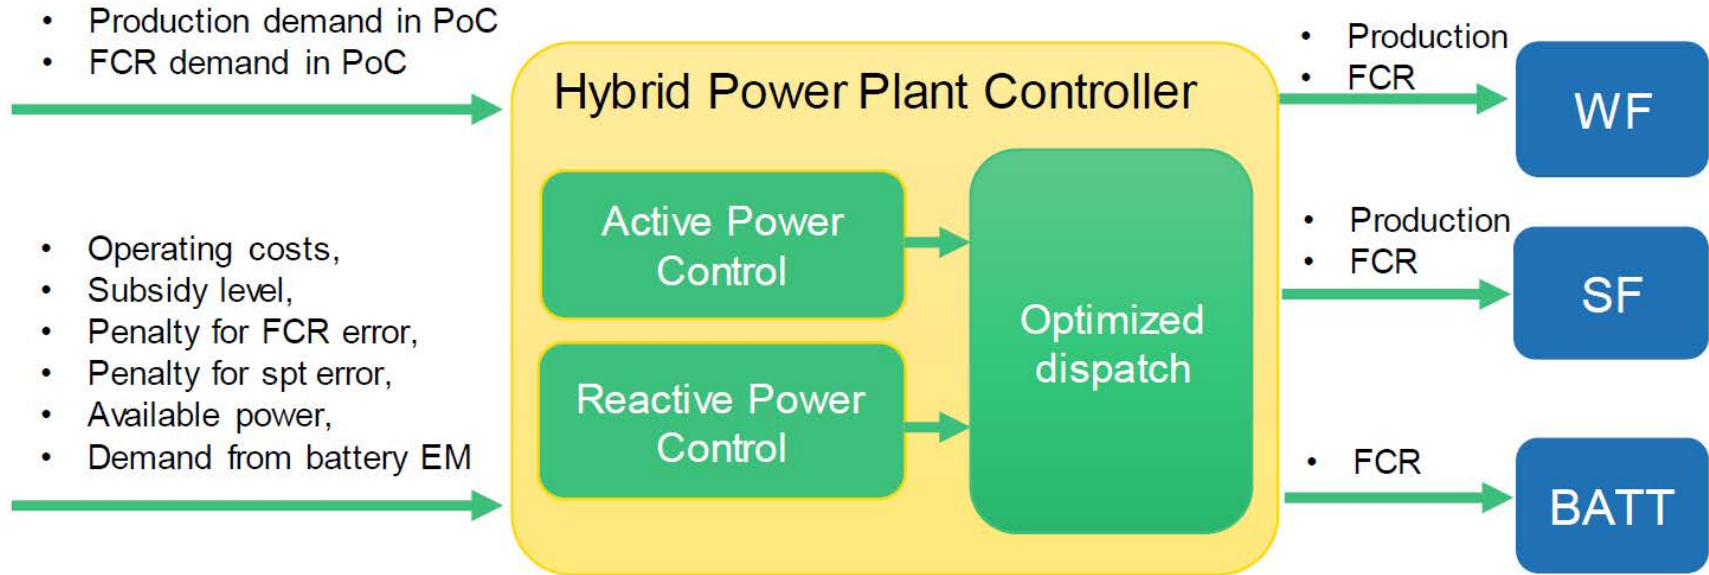 • Production demand in PoC
• FCR demand in PoC
• Operating costs,
• Subsidy level,
• Penalty for FCR error,
• Penalty for spt error,
• Available power,
• Demand from battery EM
Hybrid Power Plant Controller
Active Power
Control
Reactive Power
Control
Optimized
dispatch
• Production
• FCR
WF
• Production
• FCR
SF
• FCR
BATT